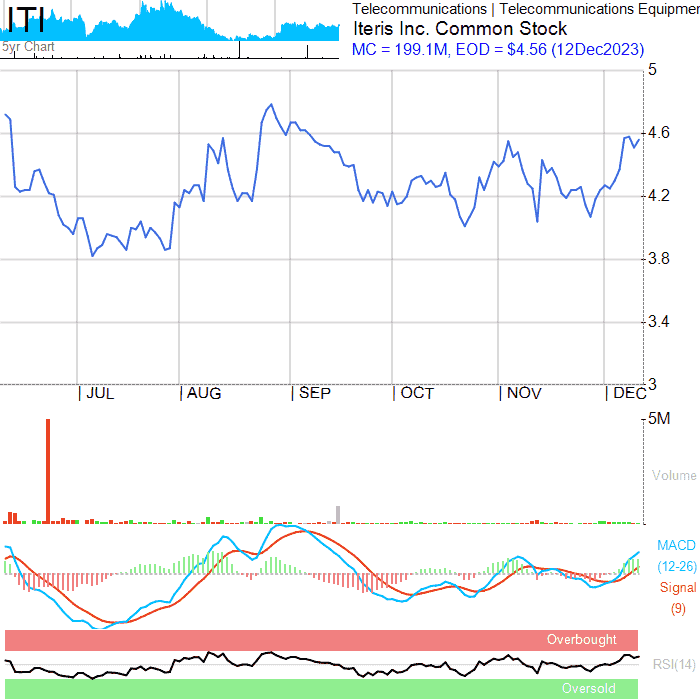 ITI
5yr Chart
Telecommunications | Telecommunications Equipmen
Iteris Inc. Common Stock
MC = 199.1M, EOD = $4.56 (12Dec2023)
5
4.6
4.2
3.8
3.4
3
| JUL | AUG | SEP | OCT | NOV | DEC
5M
Volume
MACD
(12-26)
Signal
(9)
Overbought
RSI(14)
Oversold